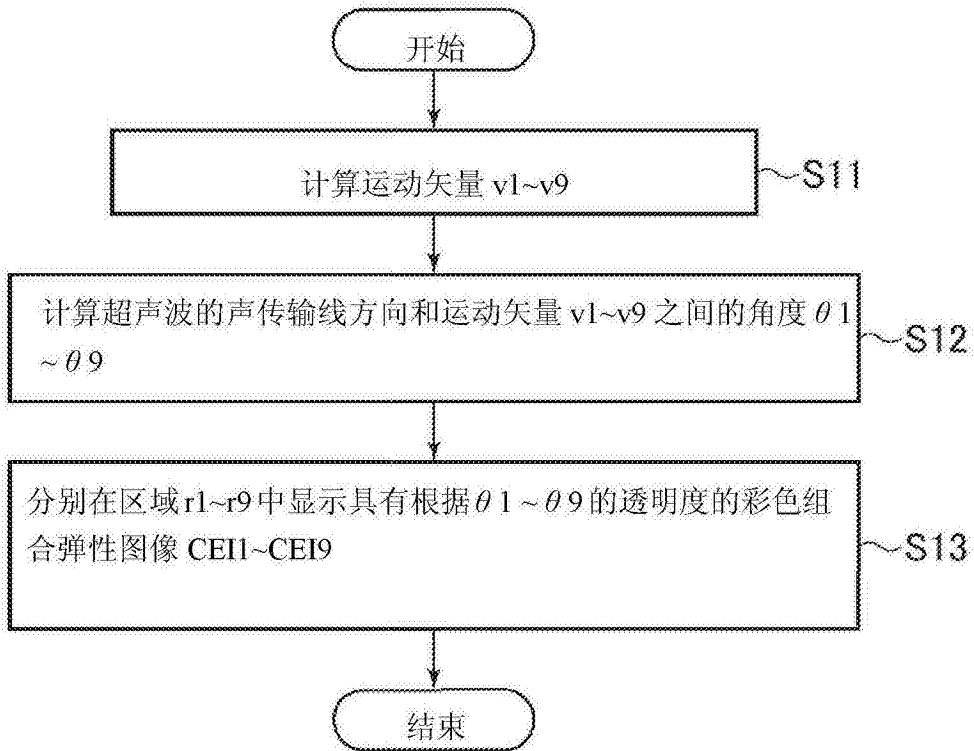 开始
计算运动矢量 v1~v9
S11
计算超声波的声传输线方向和运动矢量 v1~v9 之间的角度 θ1
~θ9
S12
分别在区域 r1~r9 中显示具有根据 θ1~θ9 的透明度的彩色组
合弹性图像 CEI1~CEI9
S13
结束